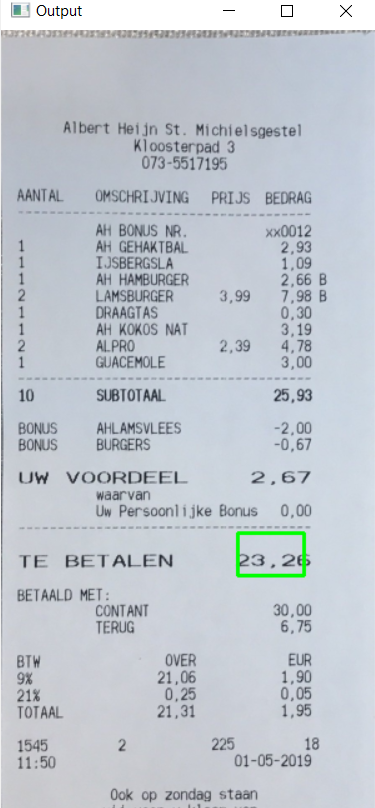 Output
Albert Heijn St. Michielsgestel
Kloosterpad 3
073-5517195
AANTAL OMSCHRIJVING PRIJS BEDRAG
AH BONUS NR. xx0012
1 AH GEHAKTBAL 2,93
1 IJSBERGSLA 1,09
1 AH HAMBURGER 2,66 B
2 LAMSBURGER 3,99 7,98 B
1 DRAAGTAS 0,30
1 AH KOKOS NAT 3,19
2 ALPRO 2,39 4,78
1 GUACEMOLE 3,00
10 SUBTOTAAL 25,93
BONUS AHLAMSVLEES -2,00
BONUS BURGERS -0,67
UW VOORDEEL 2,67
waarvan
Uw Persoonlijke Bonus 0,00
TE BETALEN 23,26
BETAALD MET:
CONTANT 30,00
TERUG 6,75
BTW OVER EUR
9% 21,06 1,90
21% 0,25 0,05
TOTAAL 21,31 1,95
1545 2 225 18
11:50 01-05-2019
Ook op zondag staan